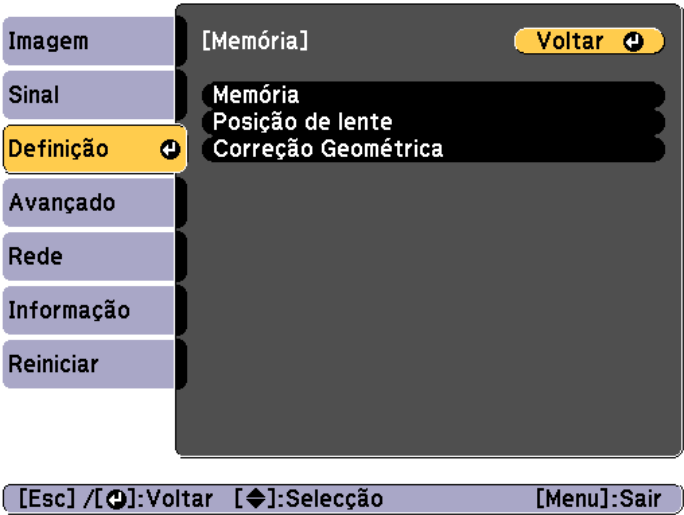 Imagem
Sinal
Definição
Avançado
Rede
Informação
Reiniciar
[Memória]
Voltar
Memória
Posição de lente
Correção Geométrica
[Esc] /[⏎]:Voltar [◆]:Selecção [Menu]:Sair